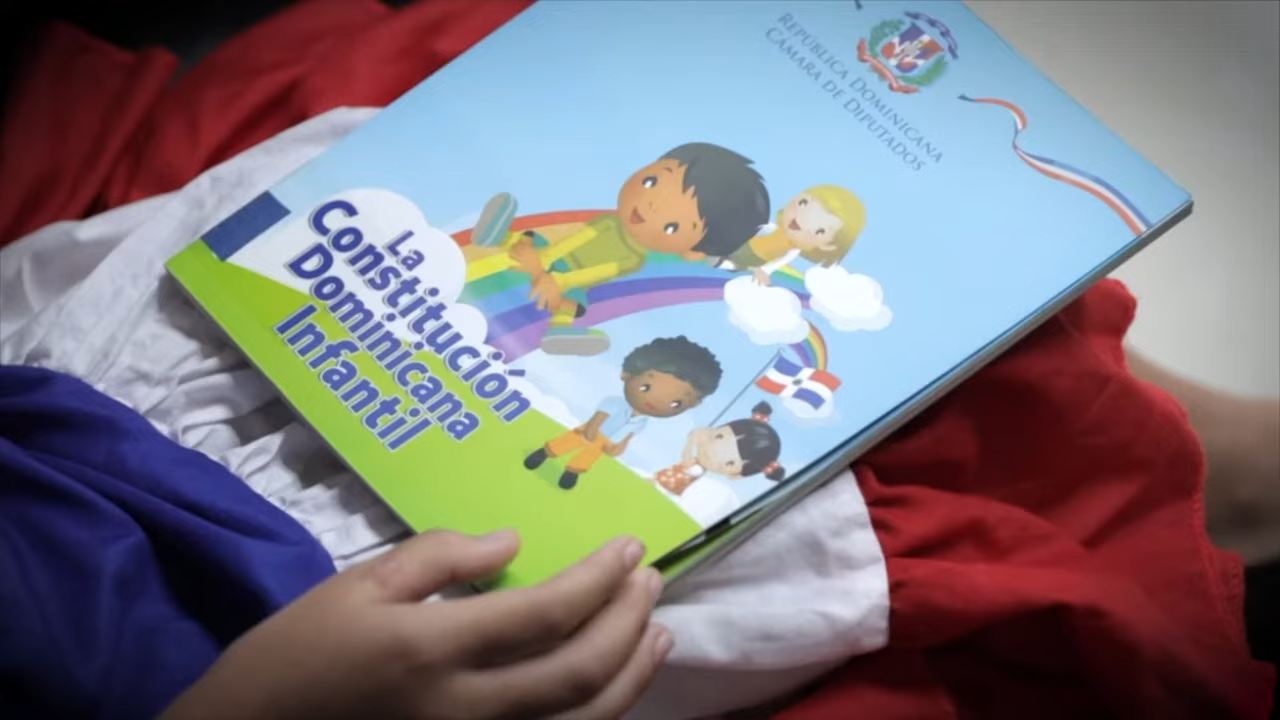 REPÚBLICA DOMINICANA
CÁMARA DE DIPUTADOS
La
Constitución
Dominicana
Infantil